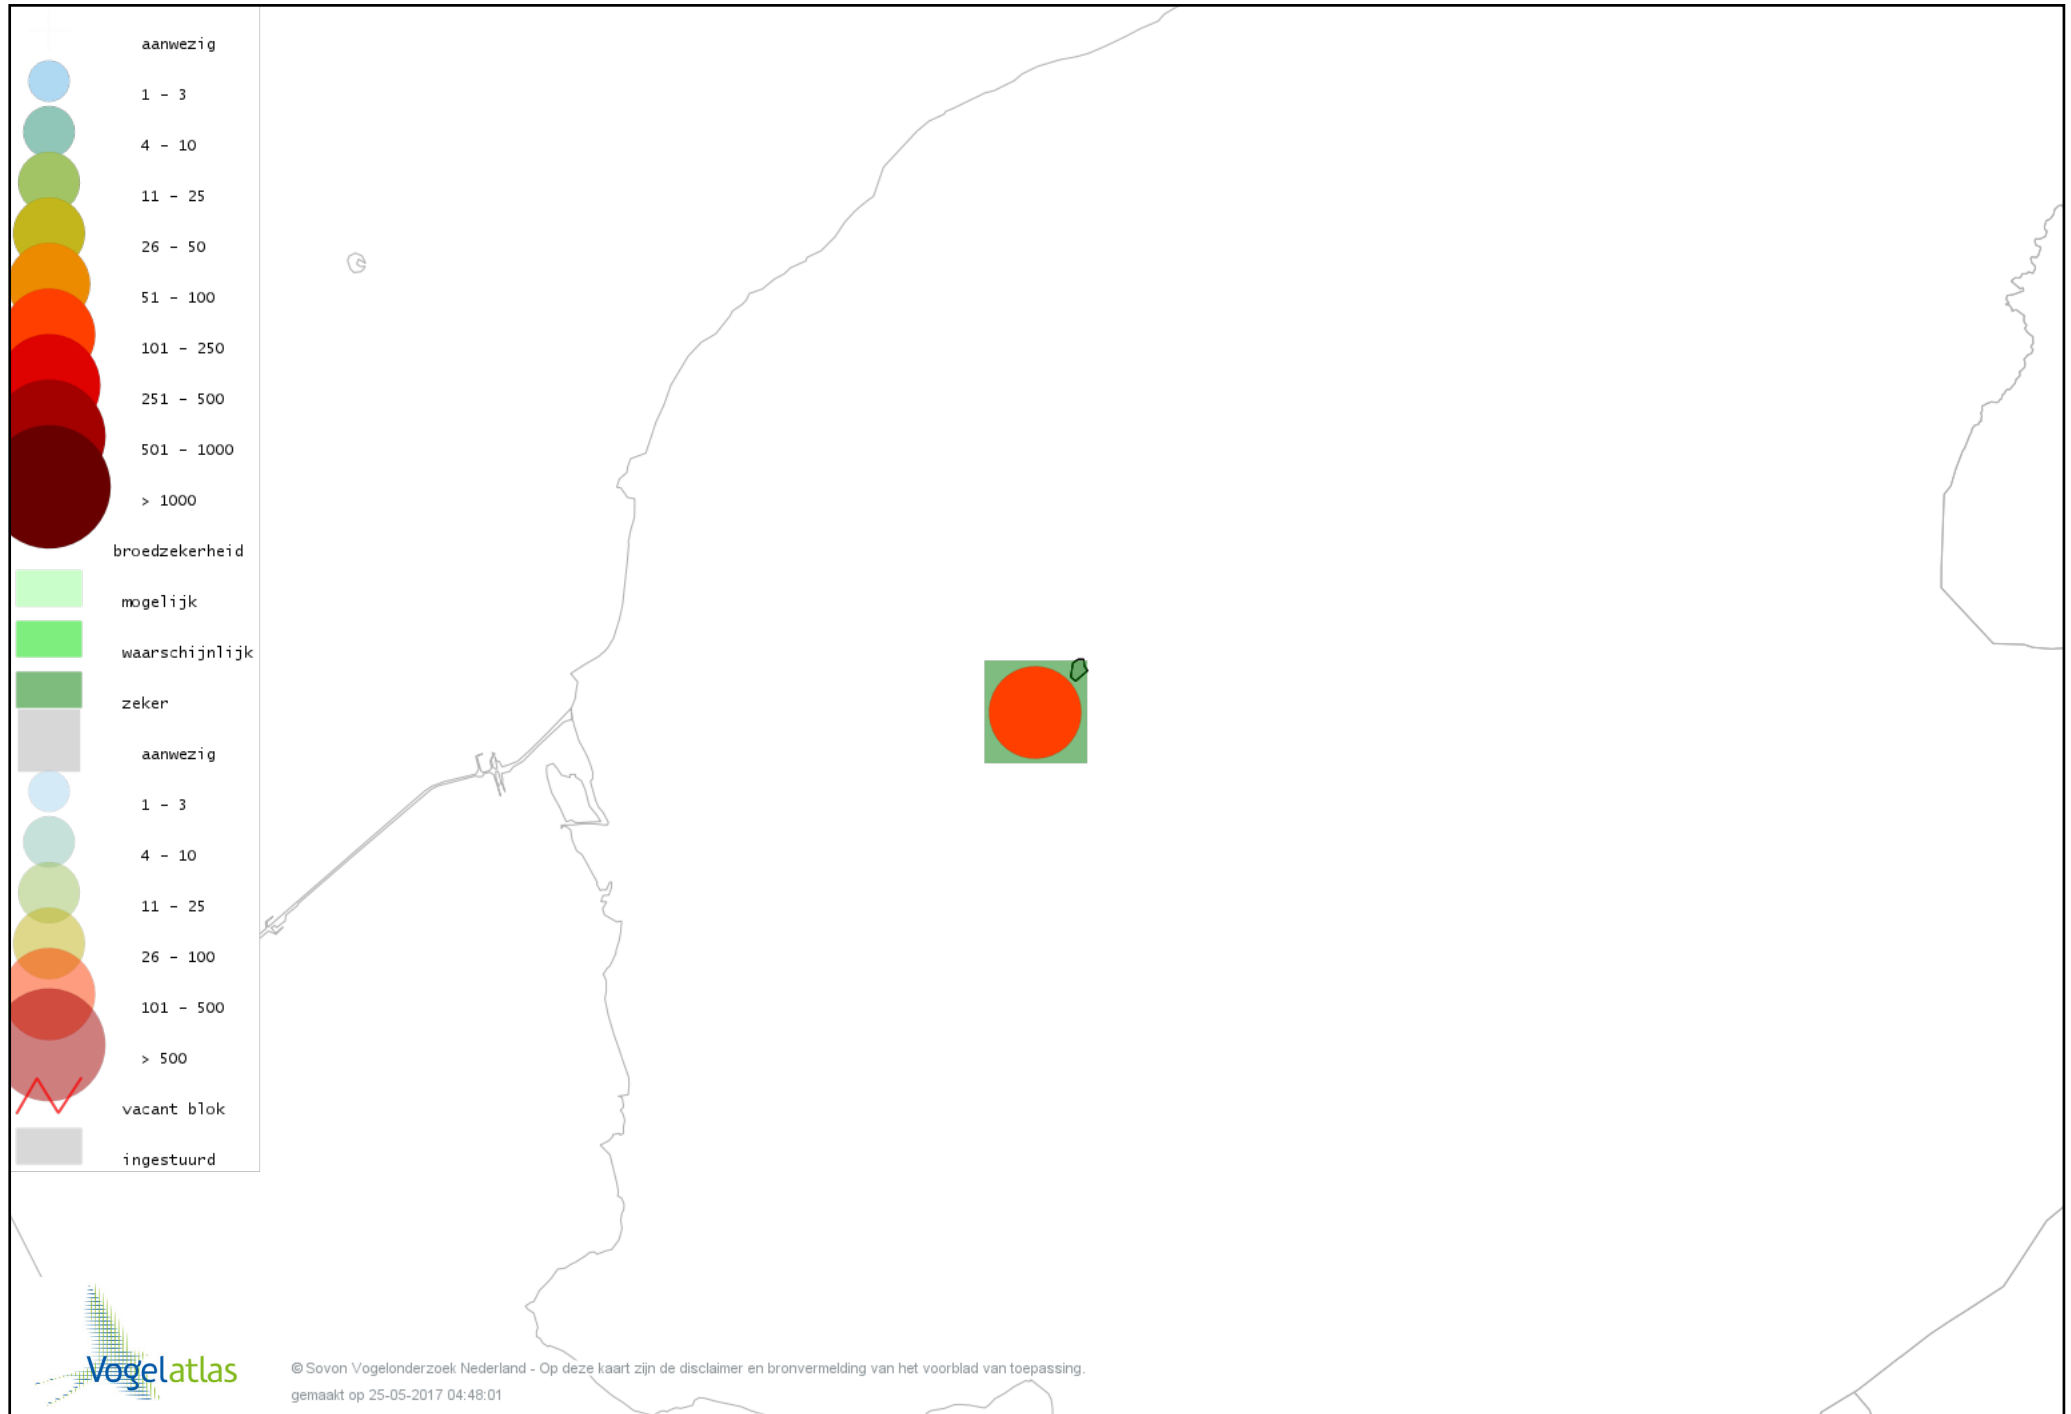 aanwezig
1 - 3
4 - 10
11 - 25
26 - 50
51 - 100
101 - 250
251 - 500
501 - 1000
> 1000
broedzekerheid
mogelijk
waarschijnlijk
zeker
aanwezig
1 - 3
4 - 10
11 - 25
26 - 100
101 - 500
> 500
vacant blok
ingestuurd
Vogelatlas
© Sovon Vogelonderzoek Nederland - Op deze kaart zijn de disclaimer en bronvermelding van het voorblad van toepassing.
gemaakt op 25-05-2017 04:48:01